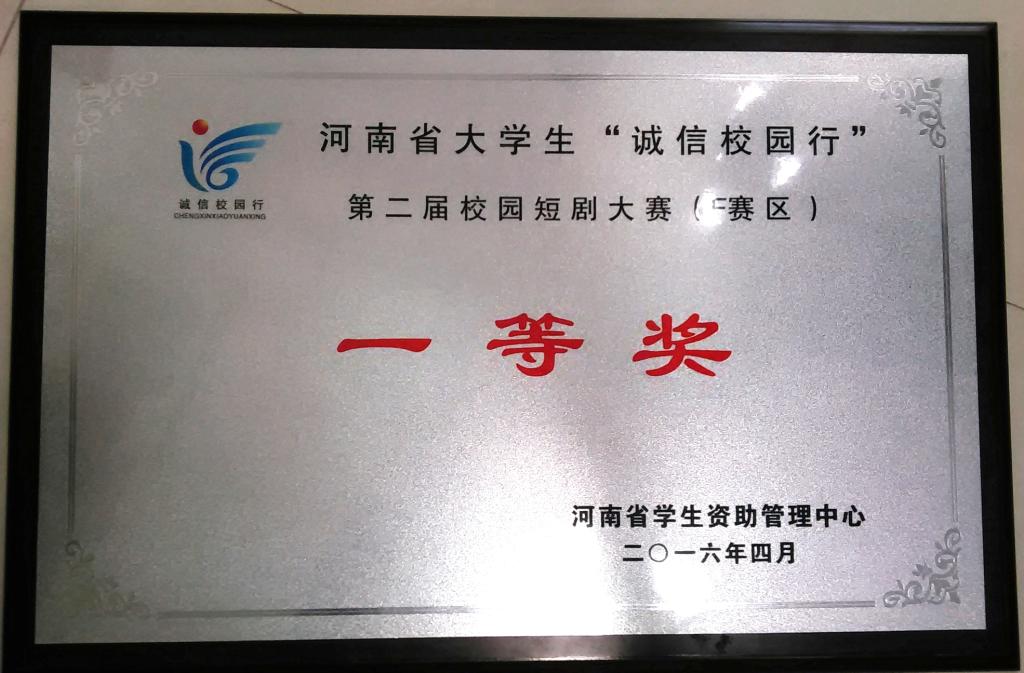 河南省大学生“诚信校园行”
诚信校园行
CHENGXINXIAOYUANXING
第二届校园短剧大赛（F赛区）
一等奖
河南省学生资助管理中心
二〇一六年四月